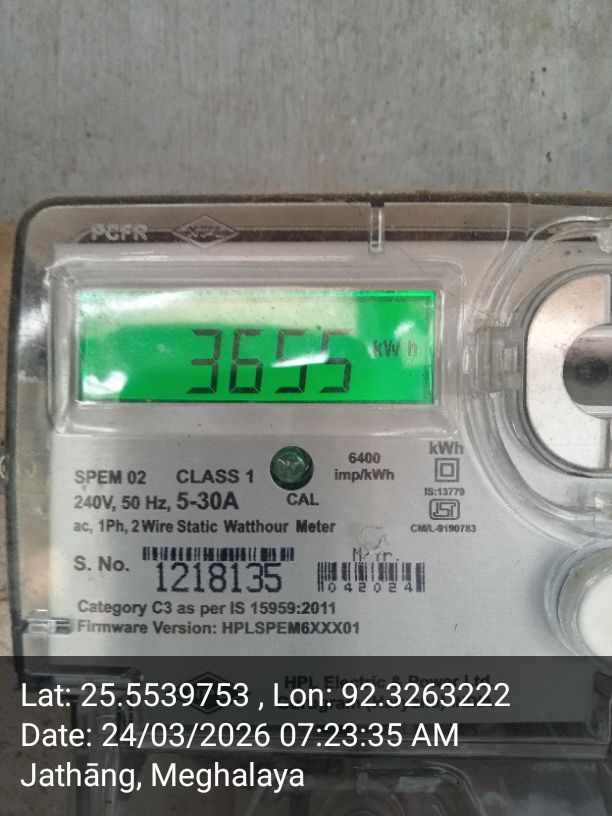 PCFR HPL
3655 kWh
SPEM 02 CLASS 1
240V, 50 Hz, 5-30A
CAL
6400
imp/kWh
kWh
IS:13779
ISI
CM/L-9190783
ac, 1Ph, 2 Wire Static Watthour Meter
S. No.
1218135
M-Yr.
042024
Category C3 as per IS 15959:2011
Firmware Version: HPLSPEM6XXX01
HPL Electric & Power Ltd.
Lat: 25.5539753 , Lon: 92.3263222
Date: 24/03/2026 07:23:35 AM
Jathāng, Meghalaya